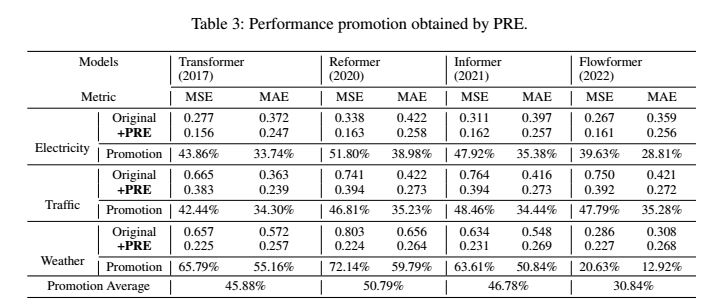 Table 3: Performance promotion obtained by PRE.
Models Transformer Reformer Informer Flowformer
(2017) (2020) (2021) (2022)
Metric MSE MAE MSE MAE MSE MAE MSE MAE
Original 0.277 0.372 0.338 0.422 0.311 0.397 0.267 0.359
+PRE 0.156 0.247 0.163 0.258 0.162 0.257 0.161 0.256
Electricity
Promotion 43.86% 33.74% 51.80% 38.98% 47.92% 35.38% 39.63% 28.81%
Original 0.665 0.363 0.741 0.422 0.764 0.416 0.750 0.421
+PRE 0.383 0.239 0.394 0.273 0.394 0.273 0.392 0.272
Traffic
Promotion 42.44% 34.30% 46.81% 35.23% 48.46% 34.44% 47.79% 35.28%
Original 0.657 0.572 0.803 0.656 0.634 0.548 0.286 0.308
+PRE 0.225 0.257 0.224 0.264 0.231 0.269 0.227 0.268
Weather
Promotion 65.79% 55.16% 72.14% 59.79% 63.61% 50.84% 20.63% 12.92%
Promotion Average 45.88% 50.79% 46.78% 30.84%